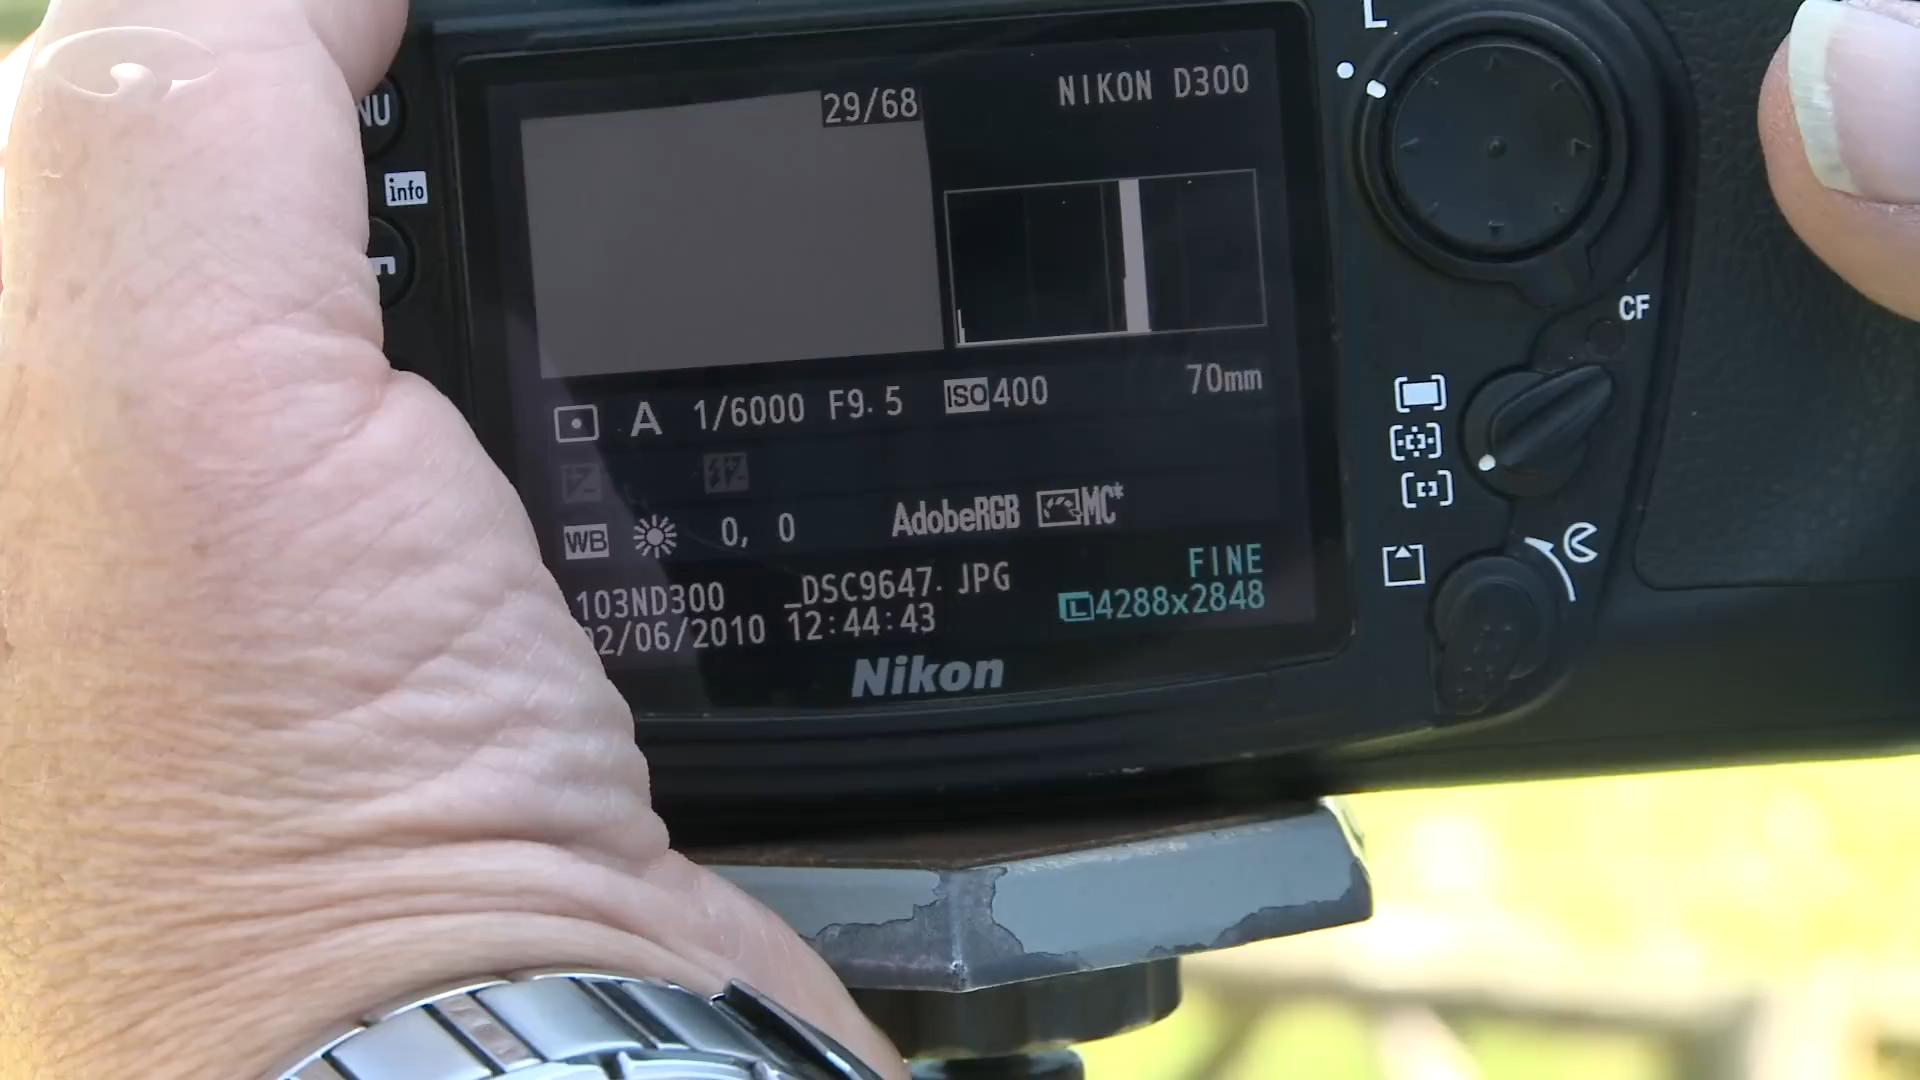 L
29/68
NIKON D300
NU
info
CF
1/6000 F9.5 ISO 400 70mm
A
WB 0, 0 AdobeRGB MC*
103ND300 _DSC9647.JPG FINE
2/06/2010 12:44:43 L 4288x2848
Nikon